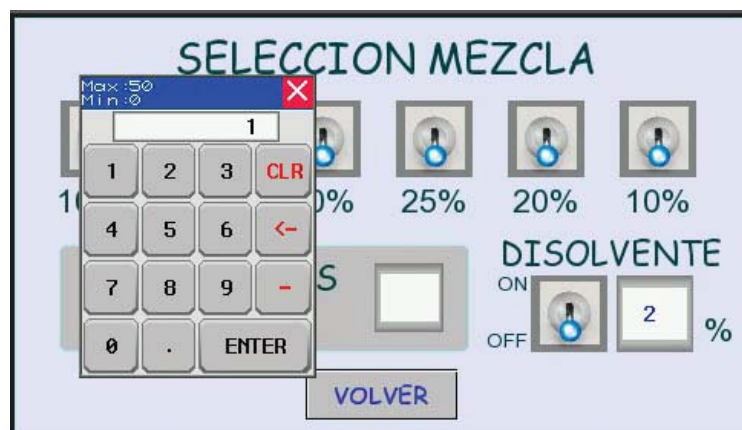 SELECCION MEZCLA
Max:50
Min:0
1
1 2 3 CLR
4 5 6 <-
7 8 9 -
0 . ENTER
25% 20% 10%
DISOLVENTE
ON
OFF
2 %
VOLVER